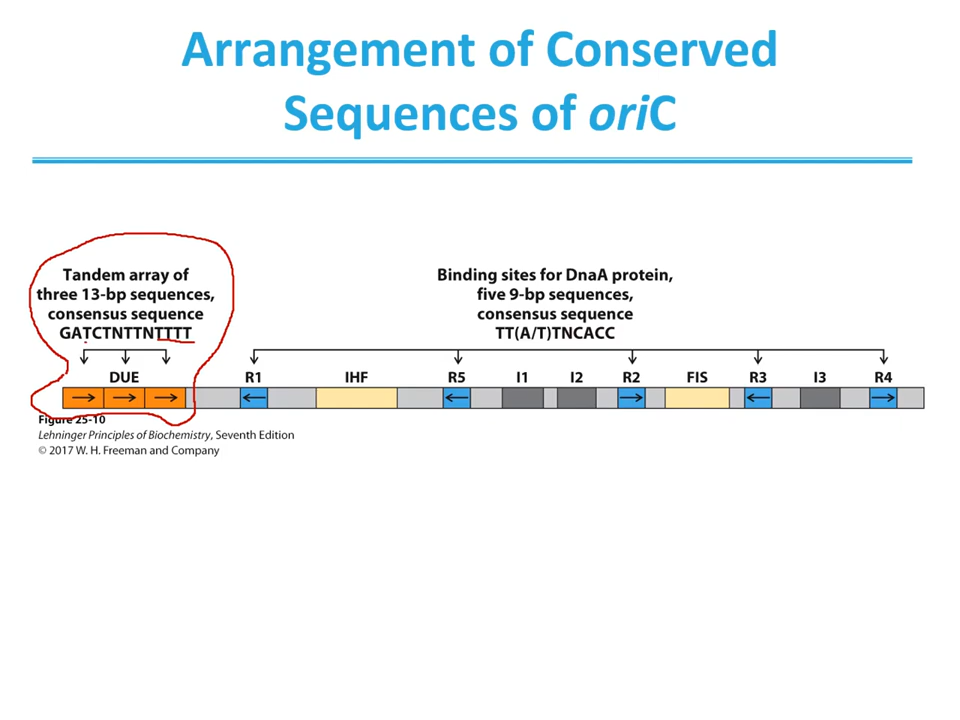 Arrangement of Conserved
Sequences of oriC
Tandem array of
three 13-bp sequences,
consensus sequence
GATCTNTTNTTTT
Binding sites for DnaA protein,
five 9-bp sequences,
consensus sequence
TT(A/T)TNCACC
DUE R1 IHF R5 I1 I2 R2 FIS R3 I3 R4
Figure 25-10
Lehninger Principles of Biochemistry, Seventh Edition
© 2017 W. H. Freeman and Company